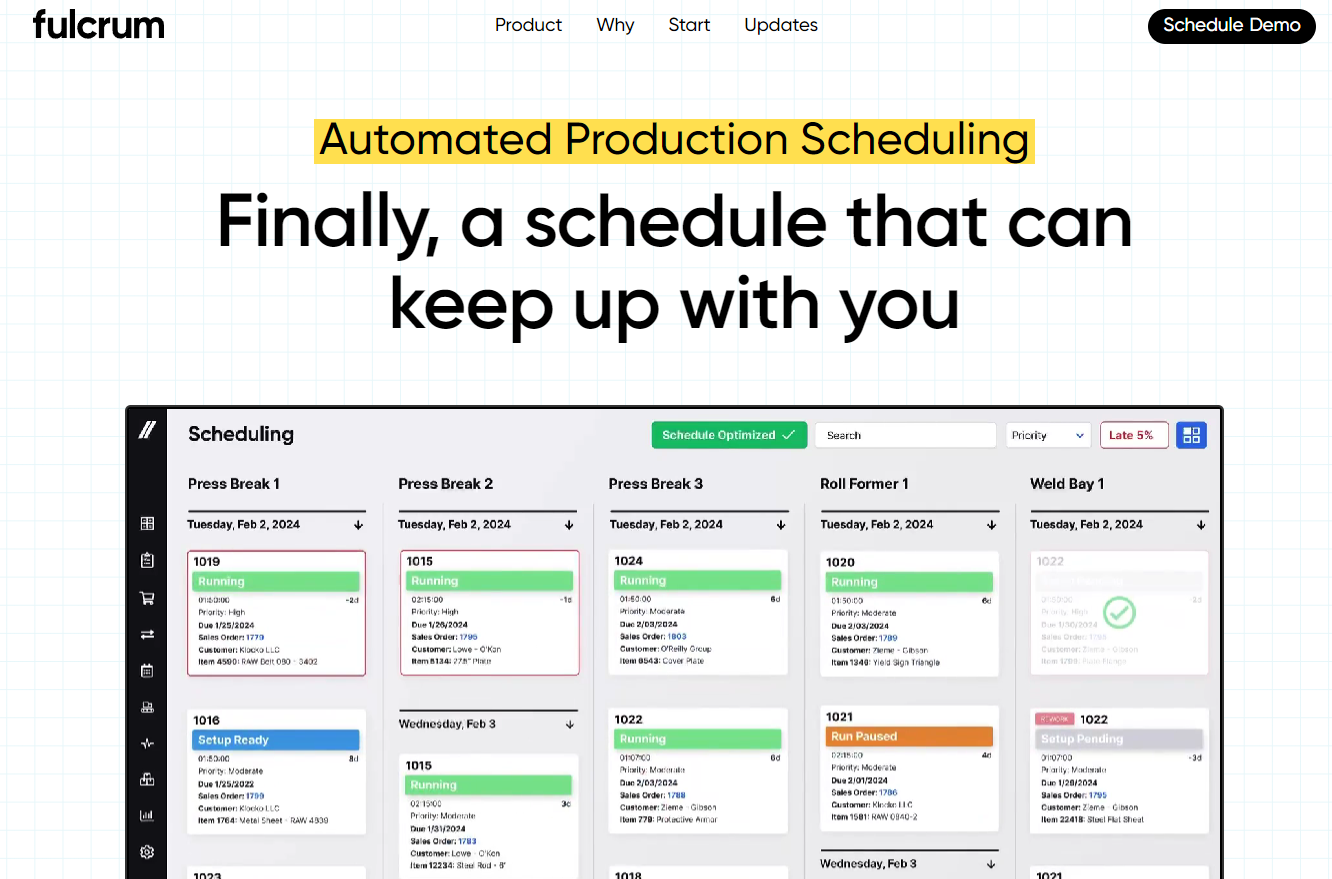 fulcrum
Product
Why
Start
Updates
Schedule Demo
Automated Production Scheduling
Finally, a schedule that can
keep up with you
Scheduling
Schedule Optimized
Search
Priority
Late 5%
Press Break 1
Tuesday, Feb 2, 2024
1019
Running
01:50:00
-2d
Priority: High
Due 1/25/2024
Sales Order: 1779
Customer: Klocko LLC
Item 4590: RAW Belt 080 - 3402
1016
Setup Ready
01:50:00
8d
Priority: Moderate
Due 1/25/2022
Sales Order: 1799
Customer: Klocko LLC
Item 1764: Metal Sheet - RAW 4839
1023
Press Break 2
Tuesday, Feb 2, 2024
1015
Running
02:15:00
-1d
Priority: High
Due 1/26/2024
Sales Order: 1795
Customer: Lowe - O'Kon
Item 8134: 27.5" Plate
Wednesday, Feb 3
1015
Running
02:15:00
3d
Priority: Moderate
Due 1/31/2024
Sales Order: 1783
Customer: Lowe - O'Kon
Item 12234: Steel Rod - 6'
Press Break 3
Tuesday, Feb 2, 2024
1024
Running
01:50:00
6d
Priority: Moderate
Due 2/03/2024
Sales Order: 1803
Customer: O'Reilly Group
Item 6543: Cover Plate
1022
Running
01:07:00
6d
Priority: Moderate
Due 2/03/2024
Sales Order: 1788
Customer: Zieme - Gibson
Item 779: Protective Armor
1018
Roll Former 1
Tuesday, Feb 2, 2024
1020
Running
01:50:00
6d
Priority: Moderate
Due 2/03/2024
Sales Order: 1789
Customer: Zieme - Gibson
Item 1346: Yield Sign Triangle
1021
Run Paused
02:15:00
4d
Priority: Moderate
Due 2/01/2024
Sales Order: 1786
Customer: Klocko LLC
Item 1581: RAW 0840-2
Wednesday, Feb 3
Weld Bay 1
Tuesday, Feb 2, 2024
1022
01:50:00
-2d
Priority: High
Due 1/30/2024
Sales Order: 1795
Customer: Zieme - Gibson
REWORK 1022
Setup Pending
01:07:00
-3d
Priority: Moderate
Due 1/28/2024
Sales Order: 1795
Customer: Zieme - Gibson
Item 22418: Steel Flat Sheet
1021